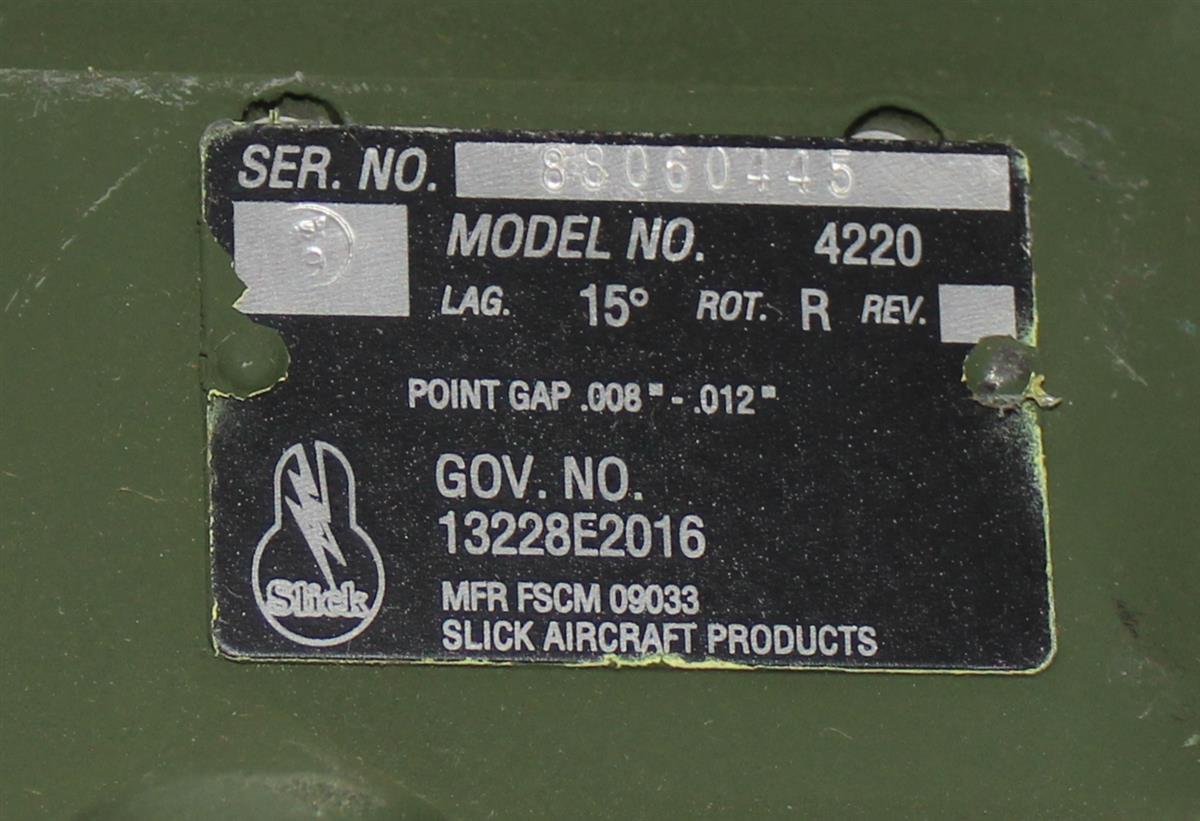 SER. NO. 88060445
MODEL NO. 4220
LAG. 15° ROT. R REV.
POINT GAP .008" - .012"
GOV. NO.
13228E2016
Slick
MFR FSCM 09033
SLICK AIRCRAFT PRODUCTS